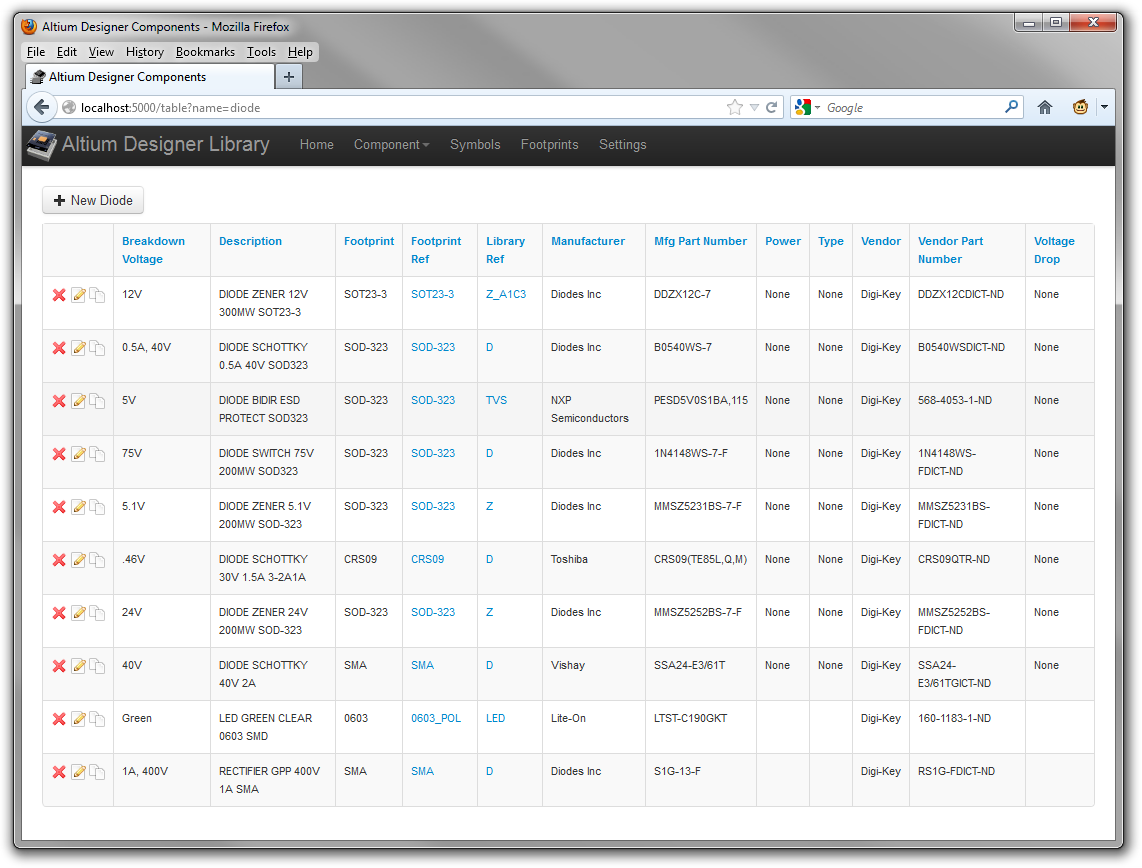 Altium Designer Components - Mozilla Firefox
File Edit View History Bookmarks Tools Help
Altium Designer Components
localhost:5000/table?name=diode
Google
Altium Designer Library Home Component Symbols Footprints Settings
New Diode
Breakdown Description Footprint Footprint Library Manufacturer Mfg Part Number Power Type Vendor Vendor Part Voltage
Voltage Ref Ref Number Drop
12V DIODE ZENER 12V SOT23-3 SOT23-3 Z_A1C3 Diodes Inc DDZX12C-7 None None Digi-Key DDZX12CDICT-ND None
300MW SOT23-3
0.5A, 40V DIODE SCHOTTKY SOD-323 SOD-323 D Diodes Inc B0540WS-7 None None Digi-Key B0540WSDICT-ND None
0.5A 40V SOD323
5V DIODE BIDIR ESD SOD-323 SOD-323 TVS NXP PESD5V0S1BA,115 None None Digi-Key 568-4053-1-ND None
PROTECT SOD323 Semiconductors
75V DIODE SWITCH 75V SOD-323 SOD-323 D Diodes Inc 1N4148WS-7-F None None Digi-Key 1N4148WS- None
200MW SOD323 FDICT-ND
5.1V DIODE ZENER 5.1V SOD-323 SOD-323 Z Diodes Inc MMSZ5231BS-7-F None None Digi-Key MMSZ5231BS- None
200MW SOD-323 FDICT-ND
.46V DIODE SCHOTTKY CRS09 CRS09 D Toshiba CRS09(TE85L,Q,M) None None Digi-Key CRS09QTR-ND None
30V 1.5A 3-2A1A
24V DIODE ZENER 24V SOD-323 SOD-323 Z Diodes Inc MMSZ5252BS-7-F None None Digi-Key MMSZ5252BS- None
200MW SOD-323 FDICT-ND
40V DIODE SCHOTTKY SMA SMA D Vishay SSA24-E3/61T None None Digi-Key SSA24- None
40V 2A E3/61TGICT-ND
Green LED GREEN CLEAR 0603 0603_POL LED Lite-On LTST-C190GKT Digi-Key 160-1183-1-ND
0603 SMD
1A, 400V RECTIFIER GPP 400V SMA SMA D Diodes Inc S1G-13-F Digi-Key RS1G-FDICT-ND
1A SMA